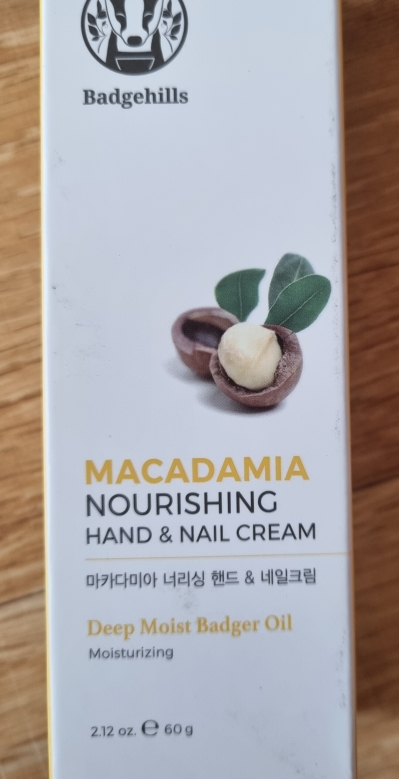 Badgehills
MACADAMIA
NOURISHING
HAND & NAIL CREAM
마카다미아 너리싱 핸드 & 네일크림
Deep Moist Badger Oil
Moisturizing
2.12 oz. ℮ 60 g